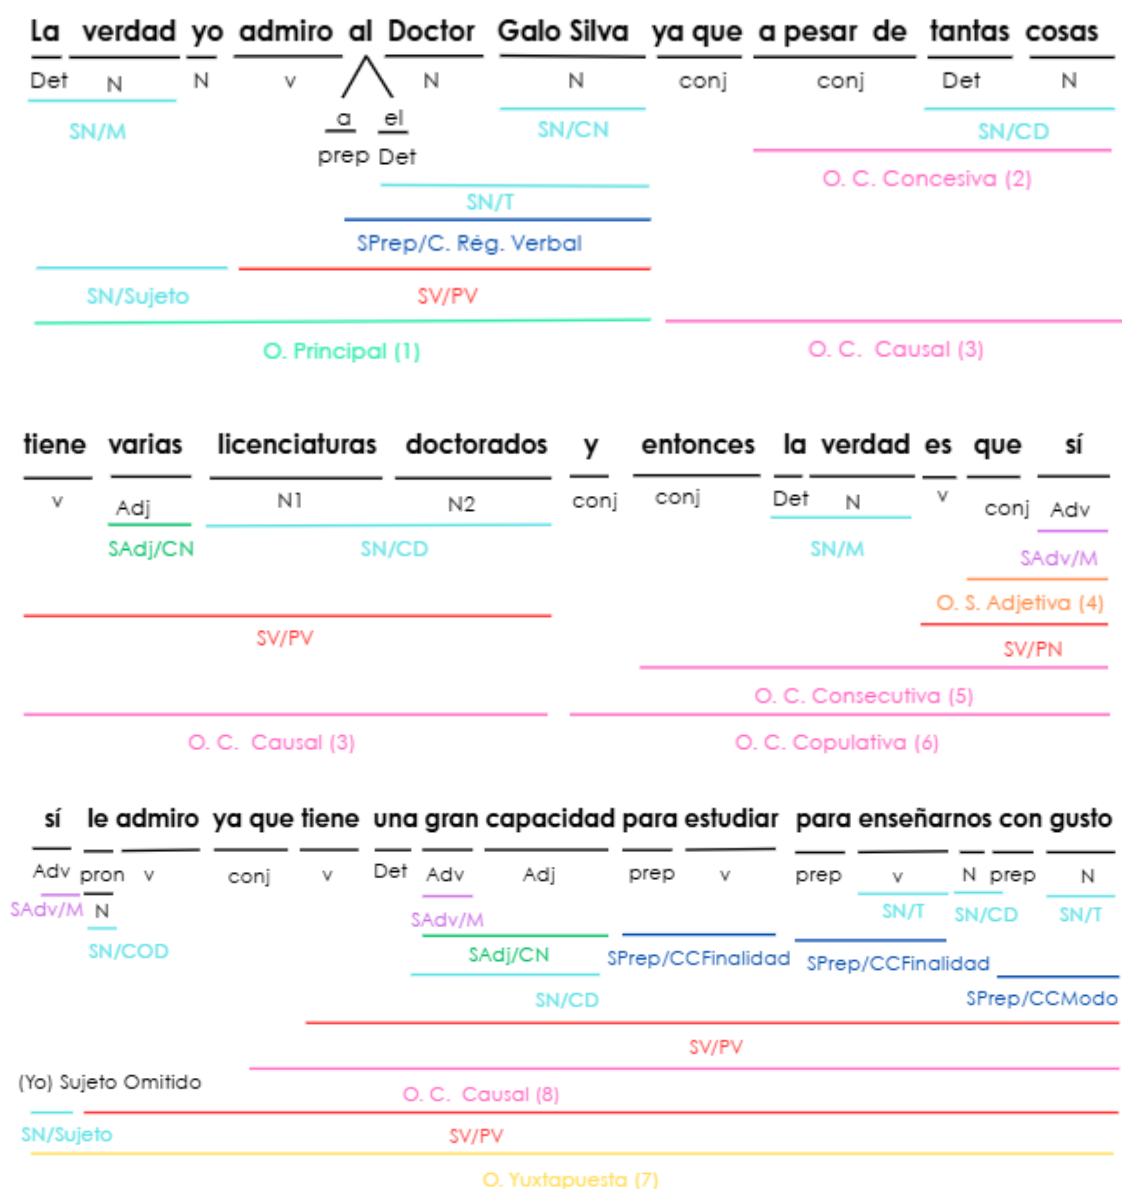 La verdad yo admiro al Doctor Galo Silva ya que a pesar de tantas cosas
Det N N v N N conj conj Det N
a el
SN/M SN/CN SN/CD
prep Det
O. C. Concesiva (2)
SN/T
SPrep/C. Rég. Verbal
SN/Sujeto SV/PV
O. Principal (1) O. C. Causal (3)
tiene varias licenciaturas doctorados y entonces la verdad es que sí
v Adj N1 N2 conj conj Det N v conj Adv
SAdj/CN SN/CD SN/M SAdv/M
O. S. Adjetiva (4)
SV/PV SV/PN
O. C. Consecutiva (5)
O. C. Causal (3) O. C. Copulativa (6)
sí le admiro ya que tiene una gran capacidad para estudiar para enseñarnos con gusto
Adv pron v conj v Det Adv Adj prep v prep v N prep N
SAdv/M N SAdv/M SN/T SN/CD SN/T
SN/COD SAdj/CN SPrep/CCFinalidad SPrep/CCFinalidad
SN/CD SPrep/CCModo
SV/PV
(Yo) Sujeto Omitido
O. C. Causal (8)
SN/Sujeto SV/PV
O. Yuxtapuesta (7)